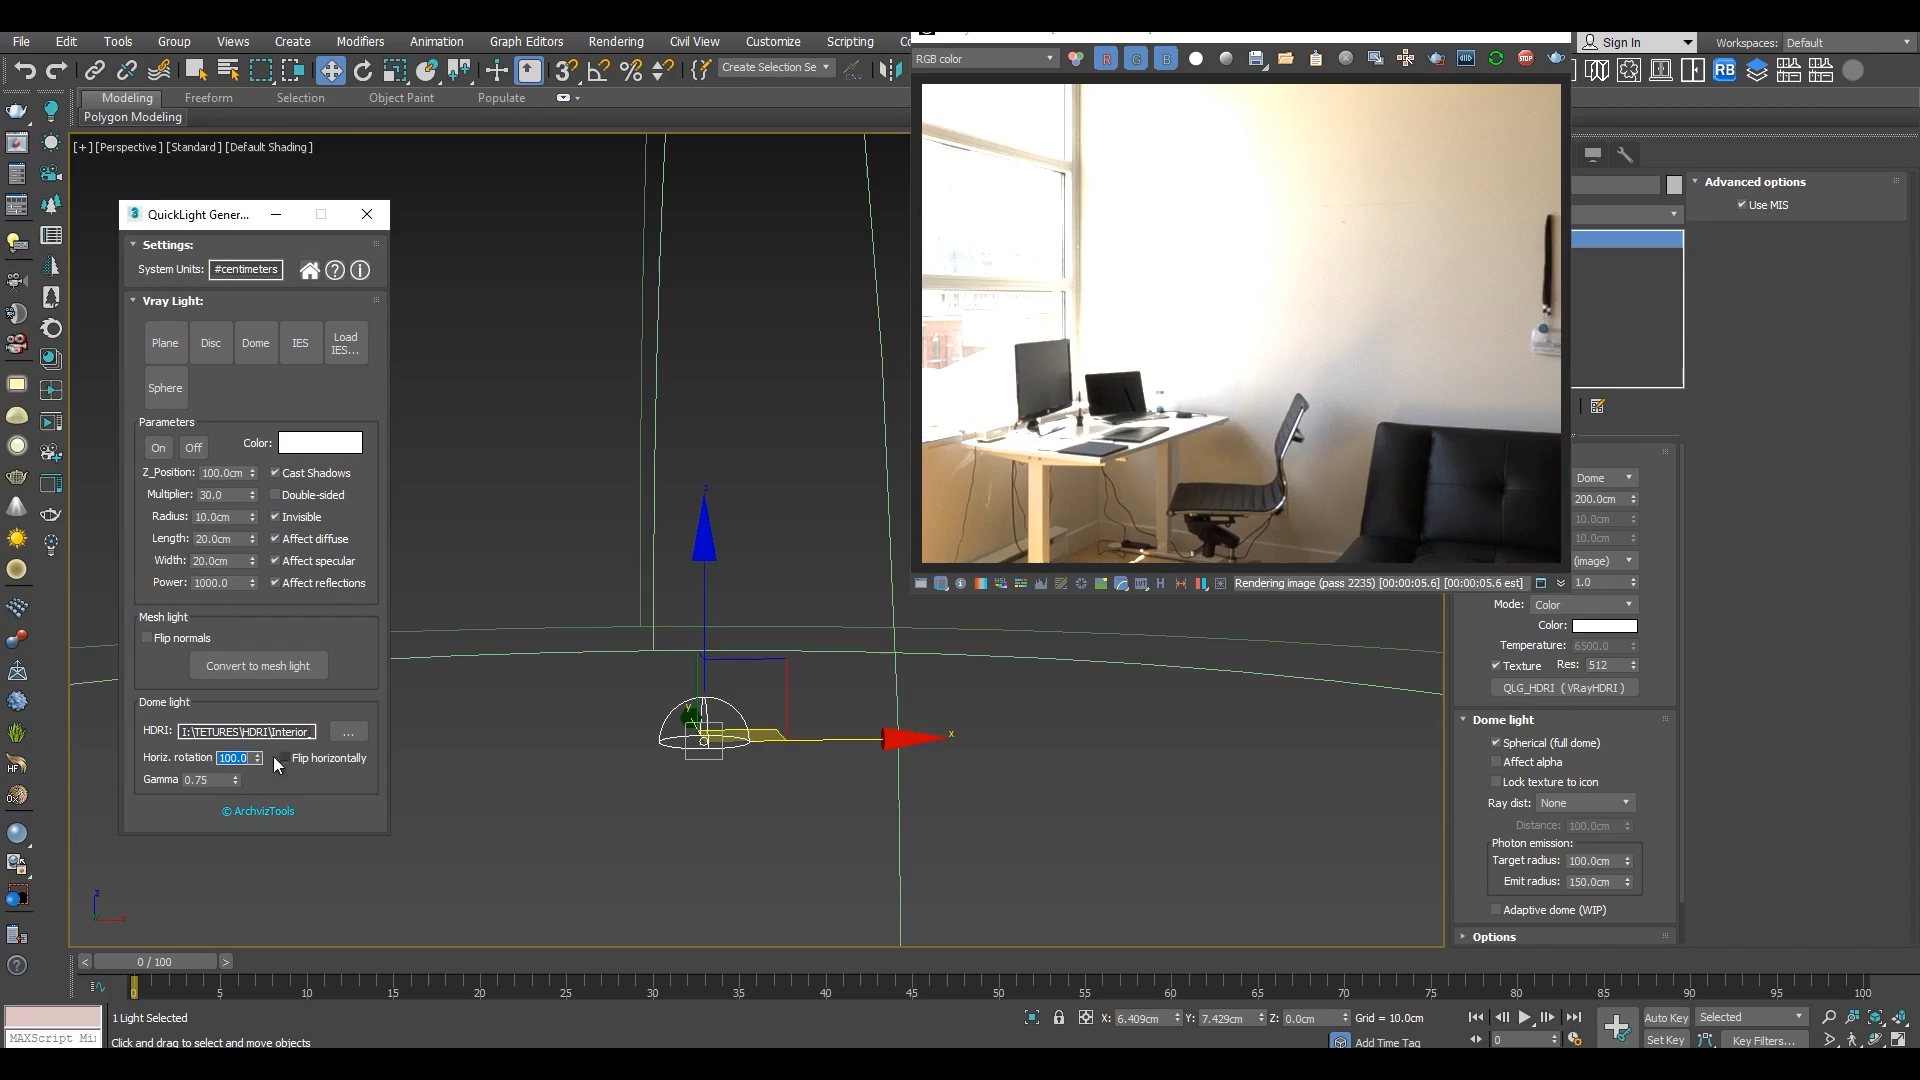 File Edit Tools Group Views Create Modifiers Animation Graph Editors Rendering Civil View Customize Scripting
Sign In Workspaces: Default
RGB color
R G B
Create Selection Se
RB
Modeling Freeform Selection Object Paint Populate
Polygon Modeling
[+] [Perspective ] [Standard ] [Default Shading ]
3 QuickLight Gener...
Settings:
System Units: #centimeters
Vray Light:
Plane Disc Dome IES Load IES...
Sphere
Parameters
On Off Color:
Z_Position: 100.0cm Cast Shadows
Multiplier: 30.0 Double-sided
Radius: 10.0cm Invisible
Length: 20.0cm Affect diffuse
Width: 20.0cm Affect specular
Power: 1000.0 Affect reflections
Mesh light
Flip normals
Convert to mesh light
Dome light
HDRI: I:\TETURES\HDRI\Interior_ ...
Horiz. rotation 100.0 Flip horizontally
Gamma 0.75
© ArchvizTools
HF
z
y
x
z
x
Rendering image (pass 2235) [00:00:05.6] [00:00:05.6 est]
Advanced options
Use MIS
Dome
200.0cm
10.0cm
10.0cm
(image)
1.0
Mode: Color
Color:
Temperature: 6500.0
Texture Res: 512
QLG_HDRI ( VRayHDRI )
Dome light
Spherical (full dome)
Affect alpha
Lock texture to icon
Ray dist: None
Distance: 100.0cm
Photon emission:
Target radius: 100.0cm
Emit radius: 150.0cm
Adaptive dome (WIP)
Options
< 0 / 100 >
0 5 10 15 20 25 30 35 40 45 50 55 60 65 70 75 80 85 90 95 100
1 Light Selected
X: 6.409cm Y: 7.429cm Z: 0.0cm Grid = 10.0cm
Auto Key Selected
MAXScript Mi
Click and drag to select and move objects
Add Time Tag
0
Set Key Key Filters...